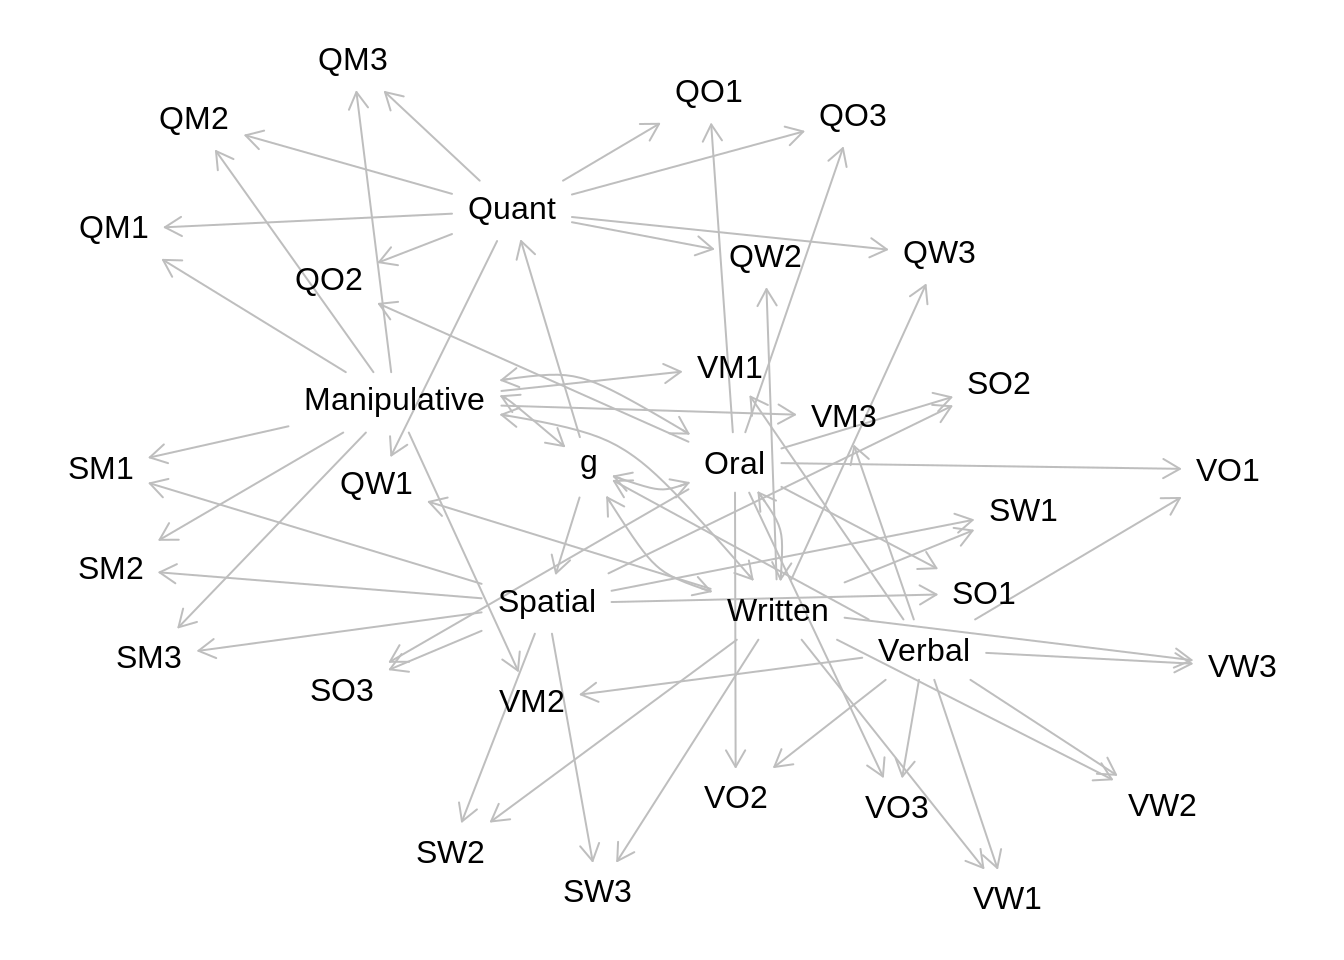 QM3
QO1
QM2
QO3
Quant
QM1
QW2
QW3
QO2
VM1
SO2
Manipulative
VM3
g
Oral
SM1
VO1
QW1
SW1
SM2
SO1
Spatial
Written
Verbal
SM3
VW3
SO3
VM2
VO2
VO3
VW2
SW2
SW3
VW1